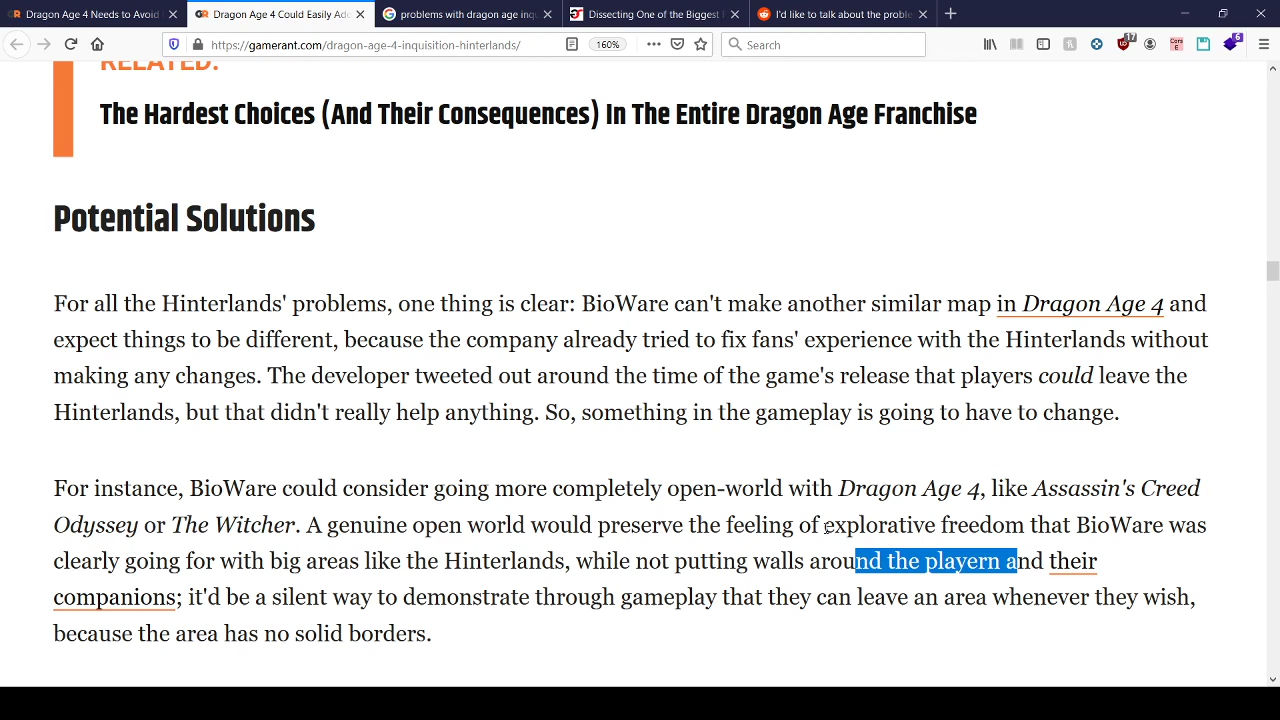 Dragon Age 4 Needs to Avoid
Dragon Age 4 Could Easily Ad
problems with dragon age inq
Dissecting One of the Biggest
I'd like to talk about the proble
https://gamerant.com/dragon-age-4-inquisition-hinterlands/
160%
Search
17
6
RELATED:
The Hardest Choices (And Their Consequences) In The Entire Dragon Age Franchise
Potential Solutions
For all the Hinterlands' problems, one thing is clear: BioWare can't make another similar map in Dragon Age 4 and
expect things to be different, because the company already tried to fix fans' experience with the Hinterlands without
making any changes. The developer tweeted out around the time of the game's release that players could leave the
Hinterlands, but that didn't really help anything. So, something in the gameplay is going to have to change.
For instance, BioWare could consider going more completely open-world with Dragon Age 4, like Assassin's Creed
Odyssey or The Witcher. A genuine open world would preserve the feeling of explorative freedom that BioWare was
clearly going for with big areas like the Hinterlands, while not putting walls around the playern and their
companions; it'd be a silent way to demonstrate through gameplay that they can leave an area whenever they wish,
because the area has no solid borders.